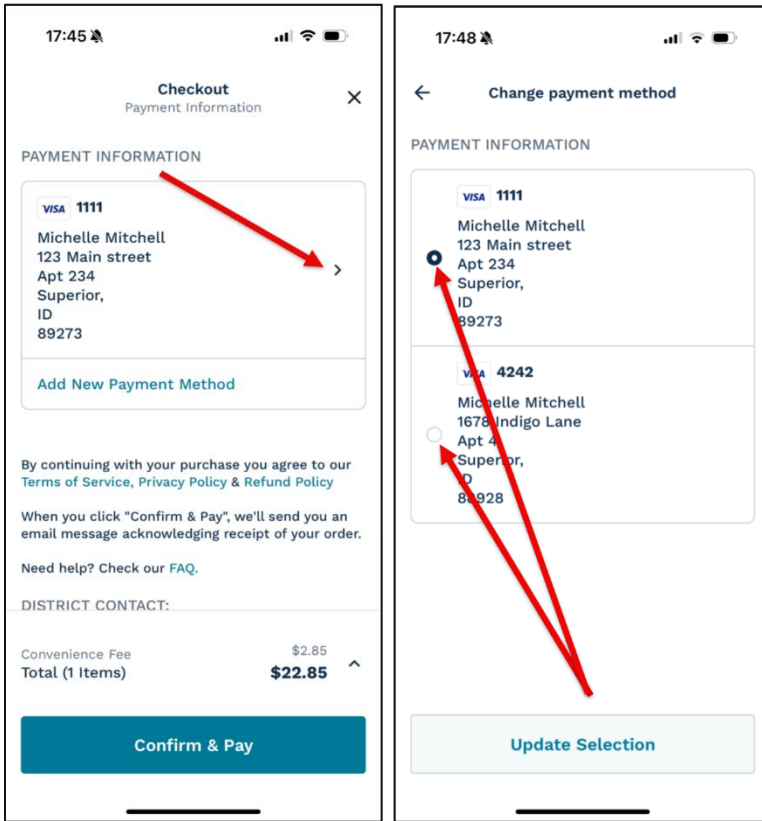 17:45
Checkout
Payment Information
PAYMENT INFORMATION
VISA 1111
Michelle Mitchell
123 Main street
Apt 234
Superior,
ID
89273
Add New Payment Method
By continuing with your purchase you agree to our
Terms of Service, Privacy Policy & Refund Policy
When you click "Confirm & Pay", we'll send you an
email message acknowledging receipt of your order.
Need help? Check our FAQ.
DISTRICT CONTACT:
Convenience Fee $2.85
Total (1 Items) $22.85
Confirm & Pay
17:48
Change payment method
PAYMENT INFORMATION
VISA 1111
Michelle Mitchell
123 Main street
Apt 234
Superior,
ID
89273
VISA 4242
Michelle Mitchell
1678 Indigo Lane
Apt 4
Superior,
ID
88928
Update Selection